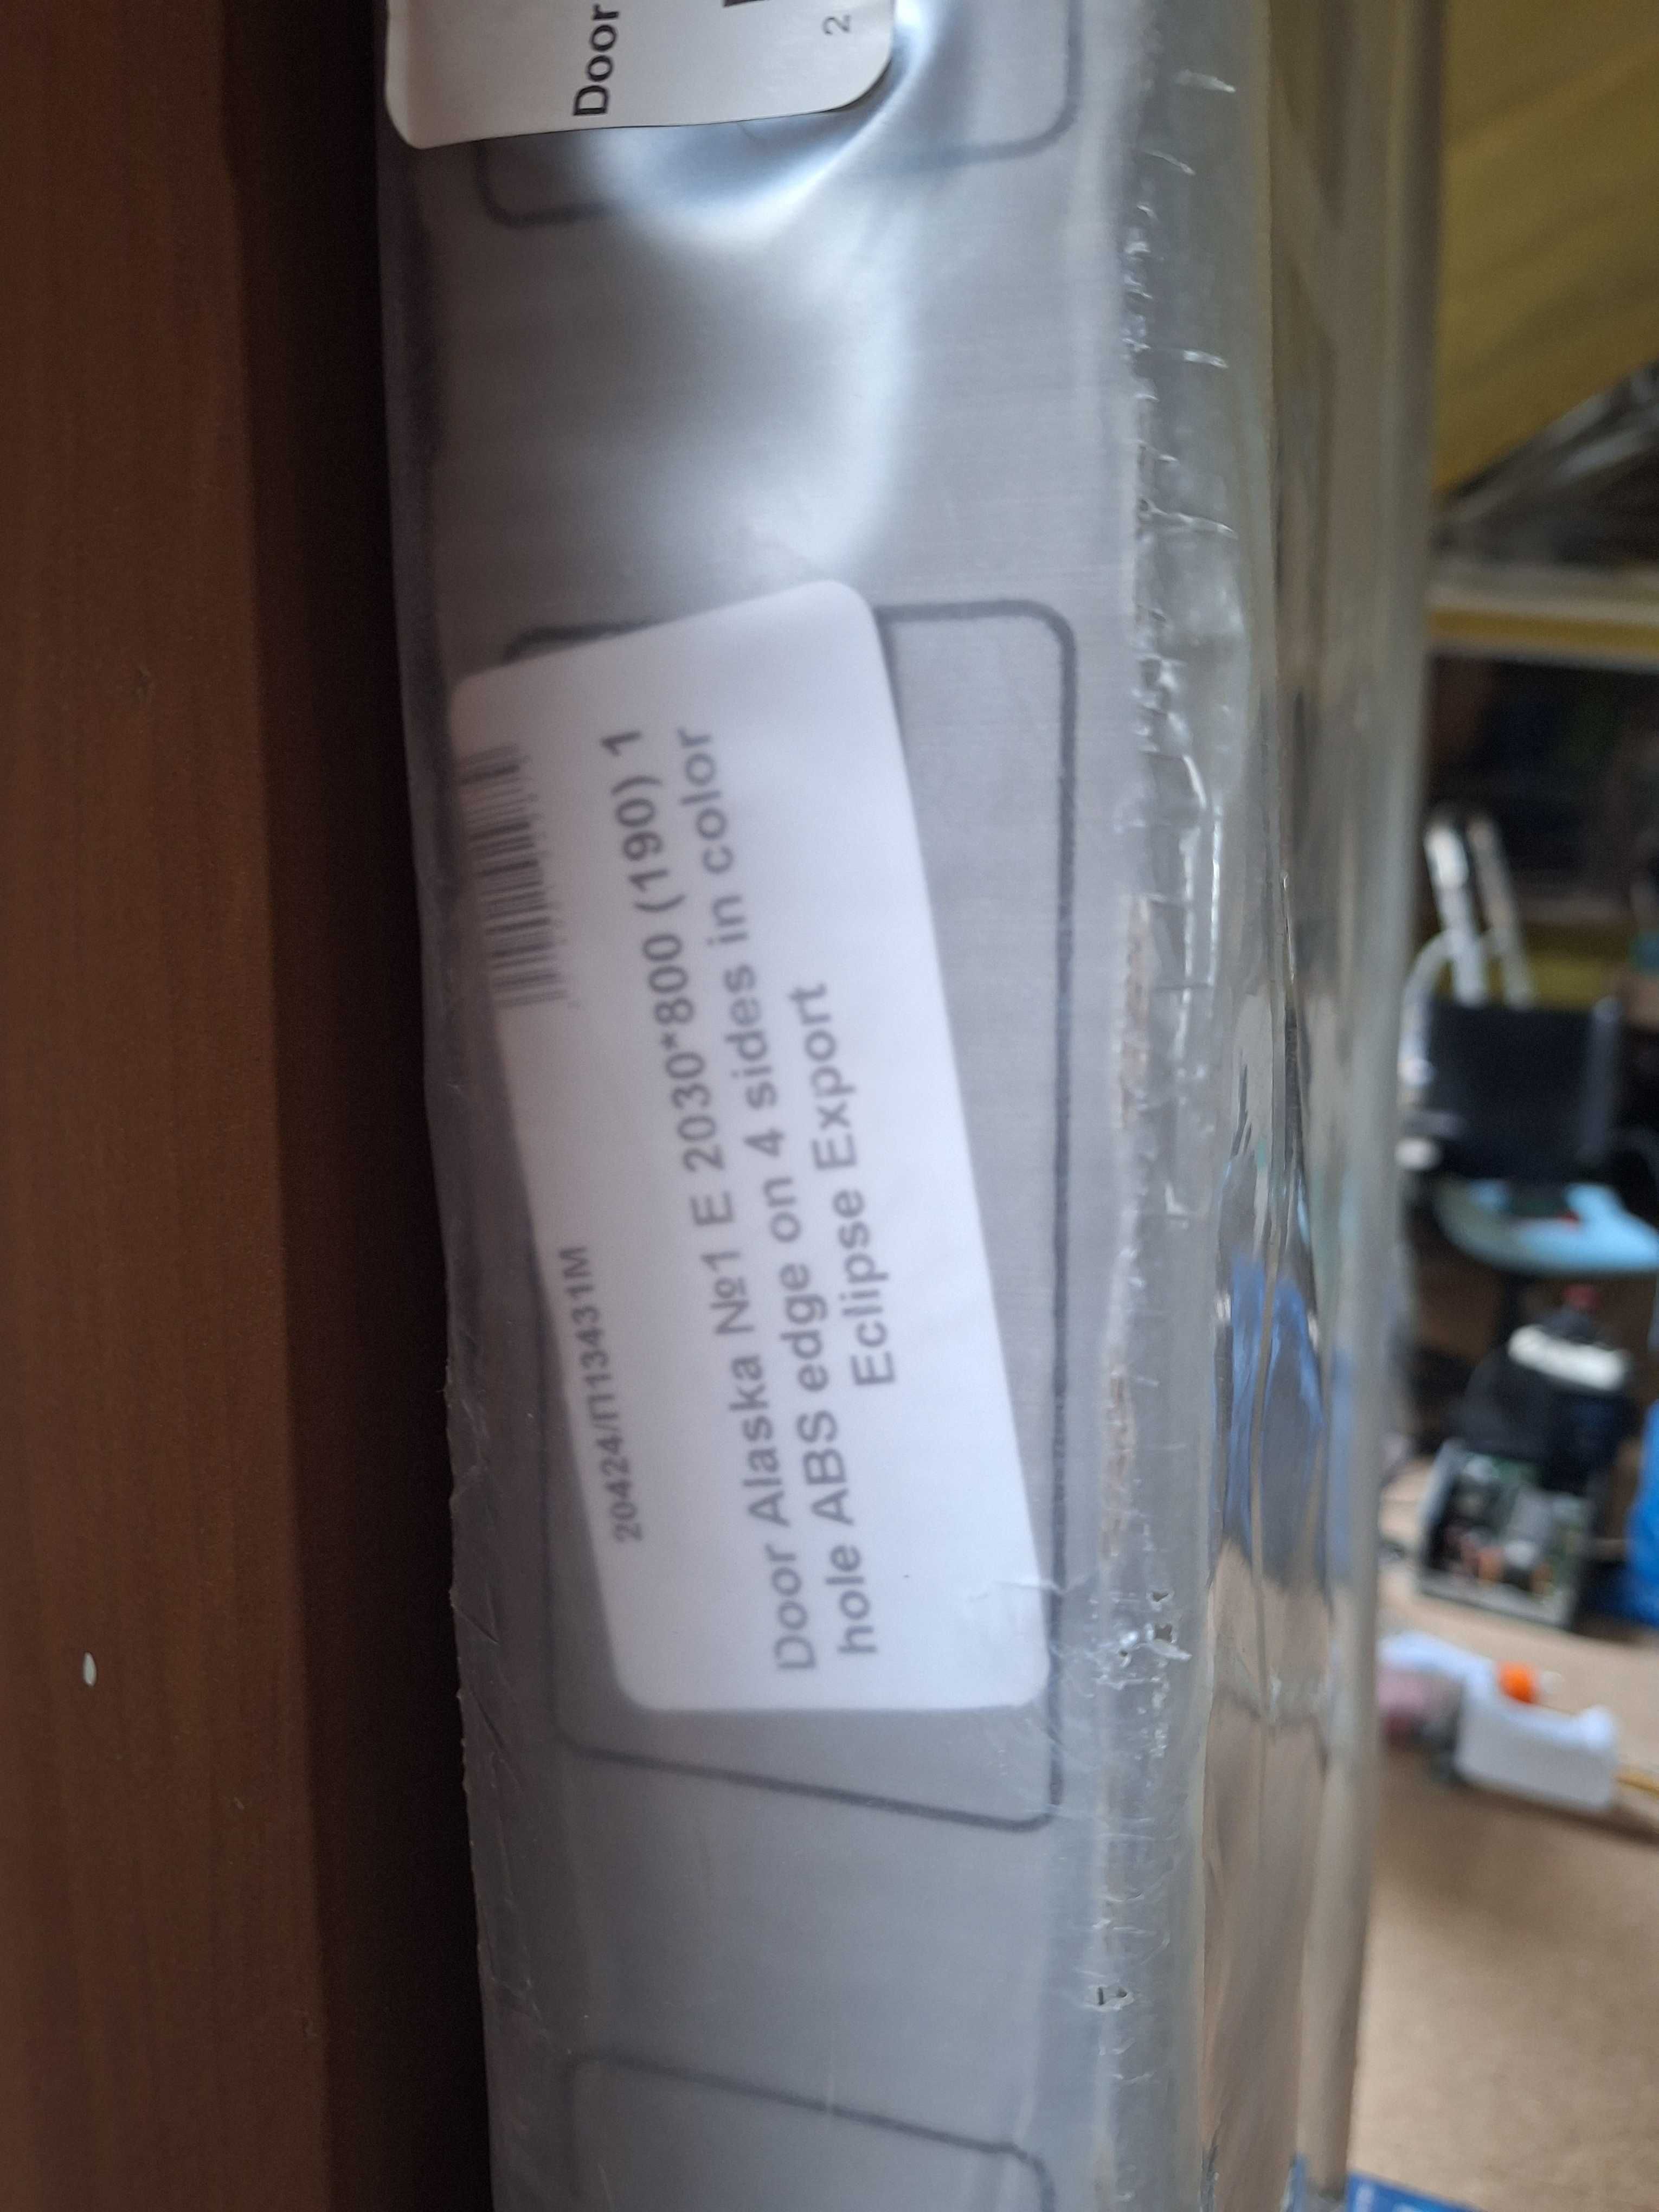 Door
2
20424/П13431M
Door Alaska №1 E 2030*800 (190) 1
hole ABS edge on 4 sides in color
Eclipse Export